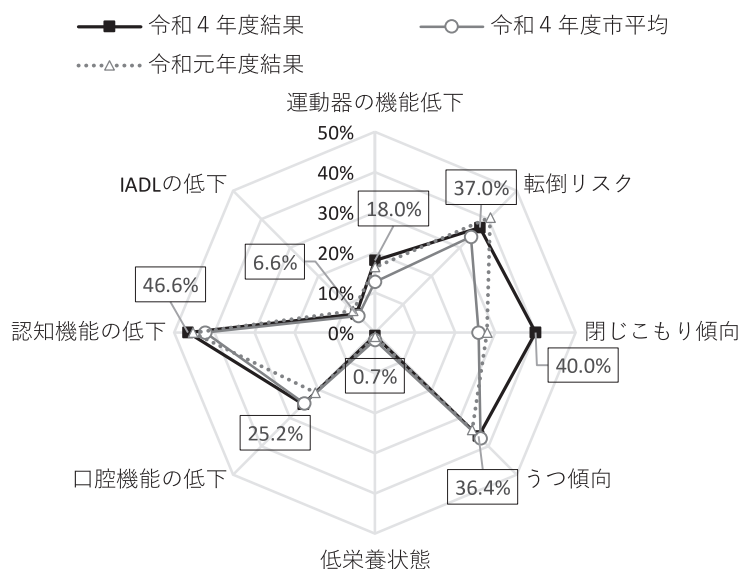 令和４年度結果
令和４年度市平均
令和元年度結果
運動器の機能低下
50%
40%
30%
20%
10%
0%
IADLの低下
転倒リスク
37.0%
18.0%
6.6%
46.6%
認知機能の低下
閉じこもり傾向
40.0%
0.7%
25.2%
口腔機能の低下
36.4%
うつ傾向
低栄養状態